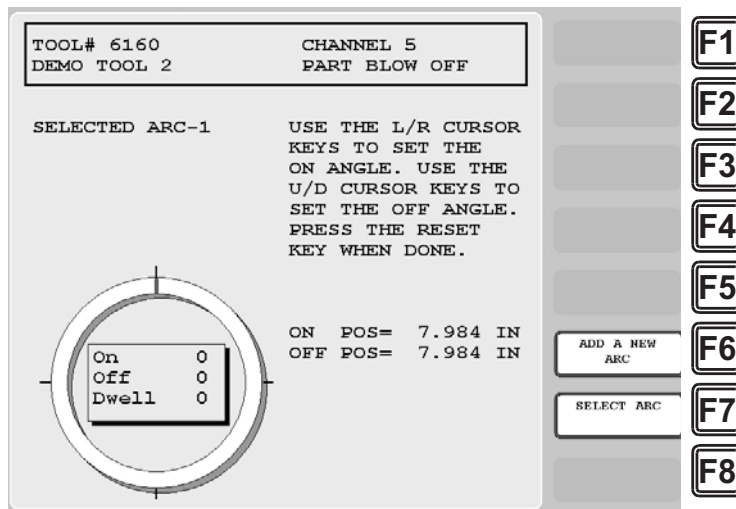 TOOL# 6160 CHANNEL 5
DEMO TOOL 2 PART BLOW OFF
SELECTED ARC-1
USE THE L/R CURSOR
KEYS TO SET THE
ON ANGLE. USE THE
U/D CURSOR KEYS TO
SET THE OFF ANGLE.
PRESS THE RESET
KEY WHEN DONE.
ON POS= 7.984 IN
OFF POS= 7.984 IN
On 0
Off 0
Dwell 0
ADD A NEW
ARC
SELECT ARC
F1
F2
F3
F4
F5
F6
F7
F8